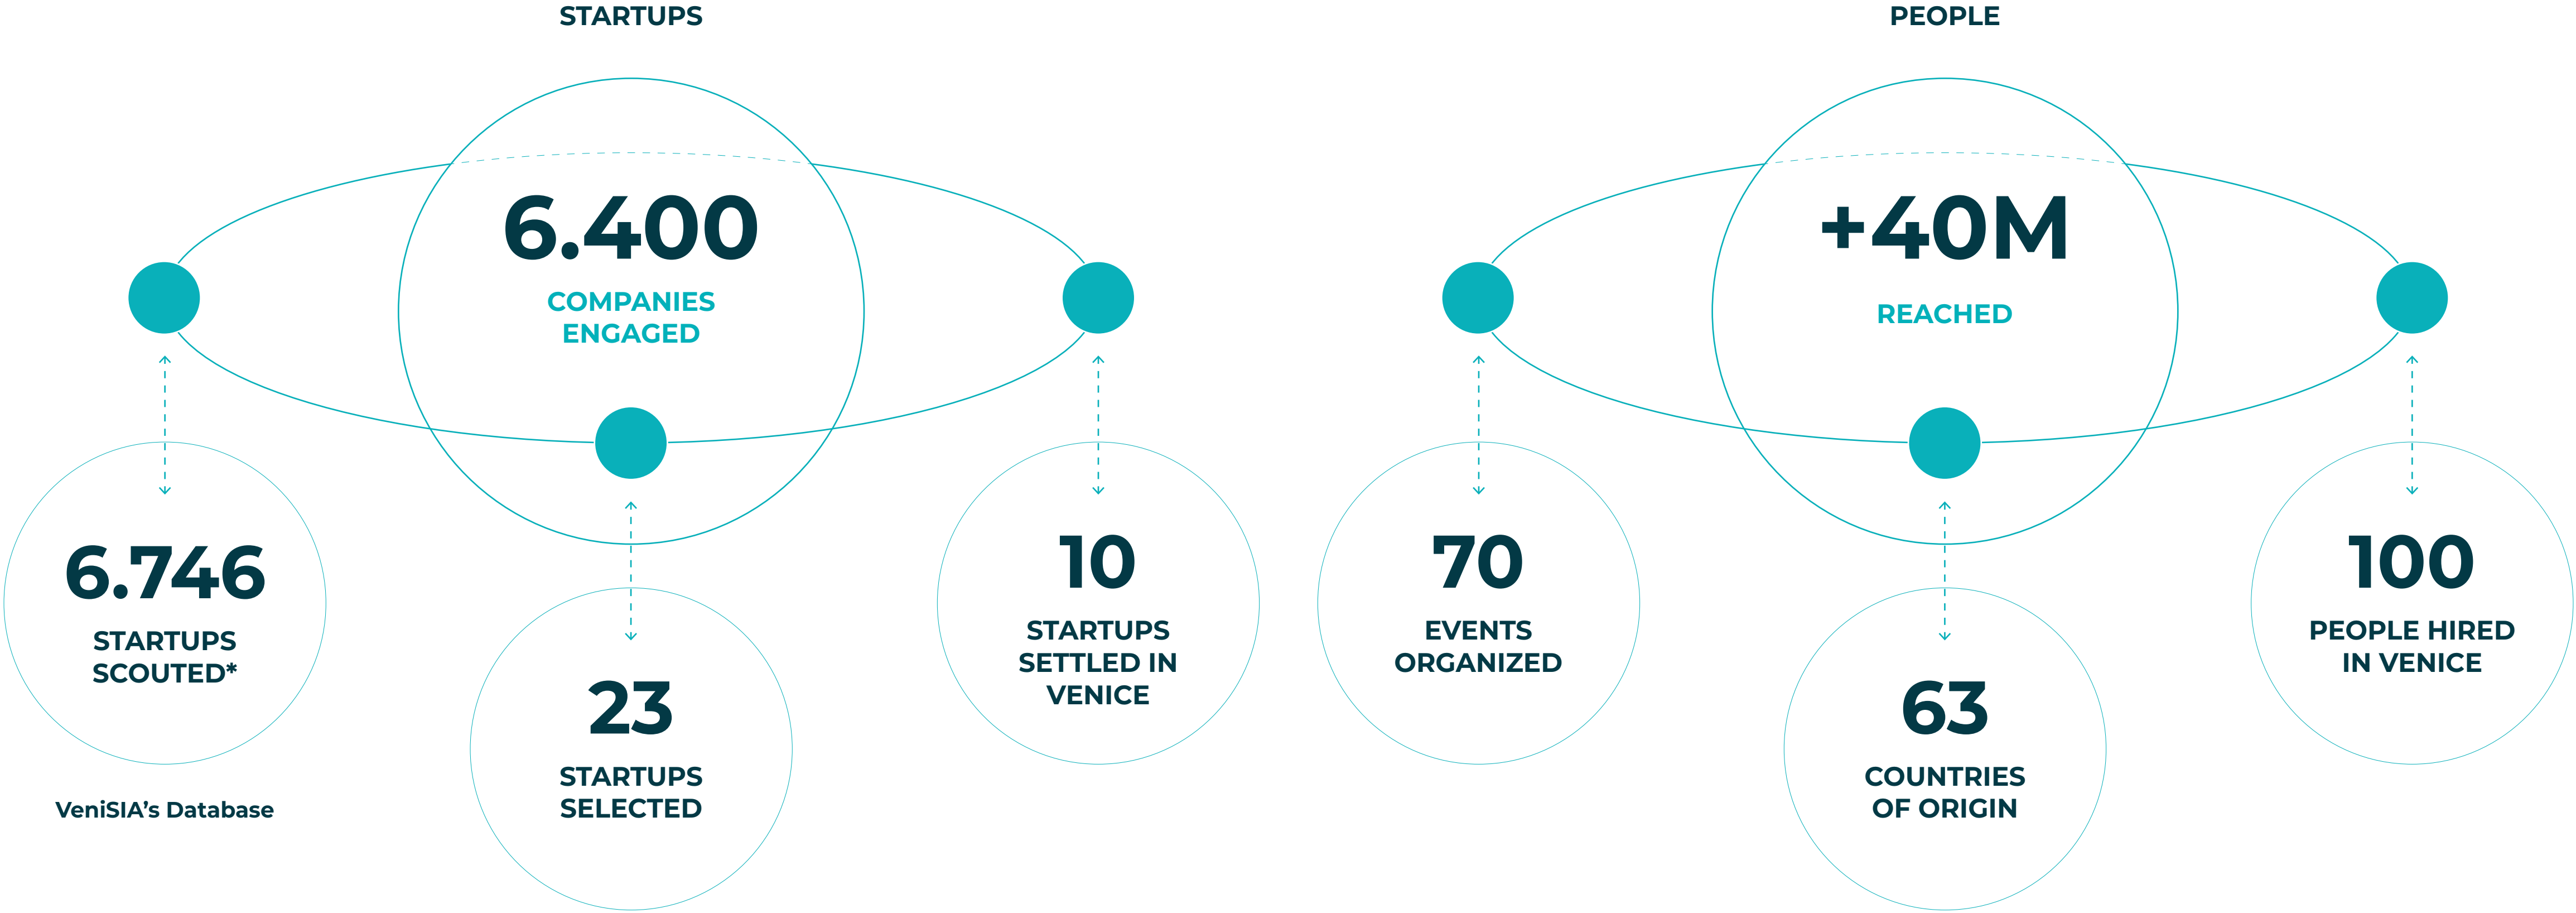 STARTUPS
6.400
COMPANIES
ENGAGED
6.746
STARTUPS
SCOUTED*
VeniSIA’s Database
23
STARTUPS
SELECTED
10
STARTUPS
SETTLED IN
VENICE
PEOPLE
+40M
REACHED
70
EVENTS
ORGANIZED
63
COUNTRIES
OF ORIGIN
100
PEOPLE HIRED
IN VENICE